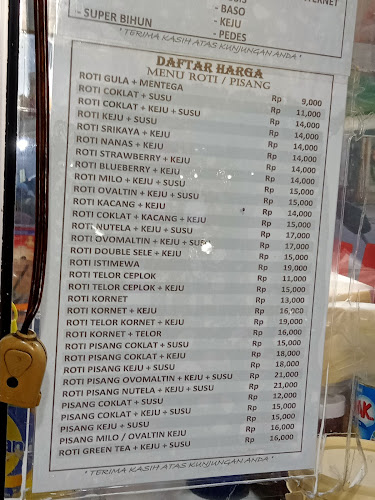 - SUPER BIHUN
- BASO
- KEJU
- PEDES
"TERIMA KASIH ATAS KUNJUNGAN ANDA"
DAFTAR HARGA
MENU ROTI / PISANG
ROTI GULA + MENTEGA Rp 9,000
ROTI COKLAT + SUSU Rp 11,000
ROTI COKLAT + KEJU + SUSU Rp 14,000
ROTI KEJU + SUSU Rp 14,000
ROTI SRIKAYA + KEJU Rp 14,000
ROTI NANAS + KEJU Rp 14,000
ROTI STRAWBERRY + KEJU Rp 14,000
ROTI BLUEBERRY + KEJU Rp 14,000
ROTI MILO + KEJU + SUSU Rp 15,000
ROTI OVALTIN + KEJU + SUSU Rp 15,000
ROTI KACANG + KEJU Rp 14,000
ROTI COKLAT + KACANG + KEJU Rp 15,000
ROTI NUTELA + KEJU + SUSU Rp 17,000
ROTI OVOMALTIN + KEJU + SUSU Rp 17,000
ROTI DOUBLE SELE + KEJU Rp 15,000
ROTI ISTIMEWA Rp 19,000
ROTI TELOR CEPLOK Rp 11,000
ROTI TELOR CEPLOK + KEJU Rp 15,000
ROTI KORNET Rp 13,000
ROTI KORNET + KEJU Rp 16,000
ROTI TELOR KORNET + KEJU Rp 19,000
ROTI KORNET + TELOR Rp 16,000
ROTI PISANG COKLAT + SUSU Rp 15,000
ROTI PISANG COKLAT + KEJU Rp 18,000
ROTI PISANG KEJU + SUSU Rp 18,000
ROTI PISANG OVOMALTIN + KEJU + SUSU Rp 21,000
ROTI PISANG NUTELA + KEJU + SUSU Rp 21,000
PISANG COKLAT + SUSU Rp 12,000
PISANG COKLAT + KEJU Rp 15,000
PISANG KEJU + SUSU Rp 15,000
PISANG MILO / OVALTIN KEJU Rp 16,000
ROTI GREEN TEA + KEJU + SUSU Rp 16,000
"TERIMA KASIH ATAS KUNJUNGAN ANDA"